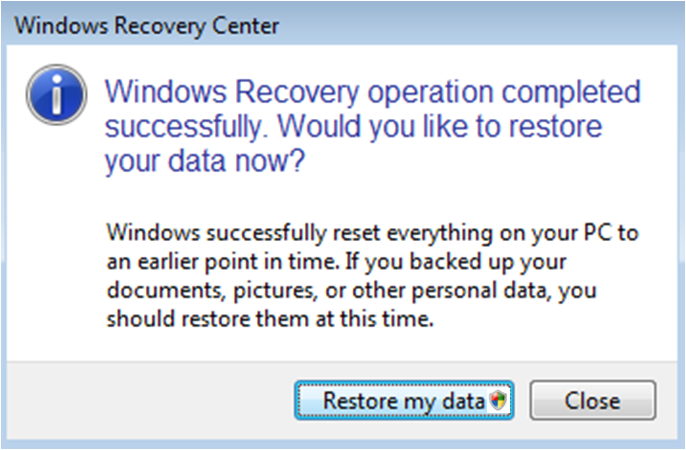 Windows Recovery Center
Windows Recovery operation completed
successfully. Would you like to restore
your data now?
Windows successfully reset everything on your PC to
an earlier point in time. If you backed up your
documents, pictures, or other personal data, you
should restore them at this time.
Restore my data
Close